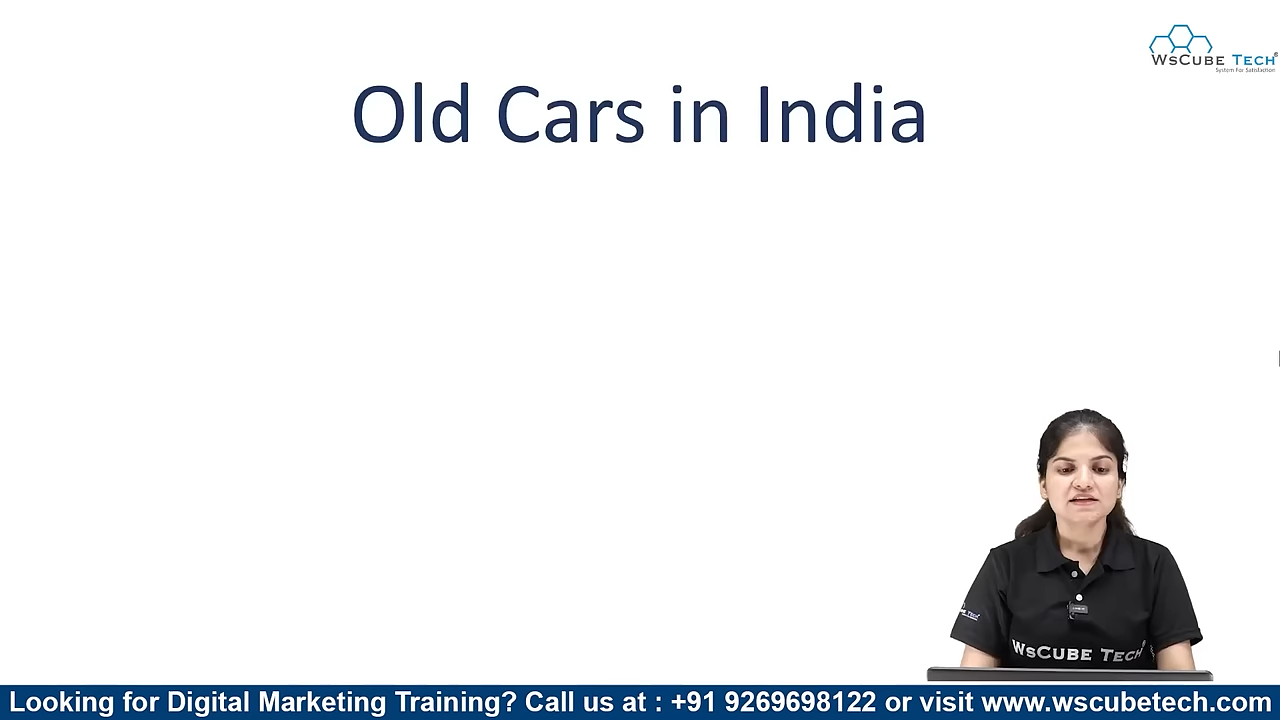 WsCube Tech®
System For Satisfaction
Old Cars in India
TECH
WsCube Tech®
Looking for Digital Marketing Training? Call us at : +91 9269698122 or visit www.wscubetech.com